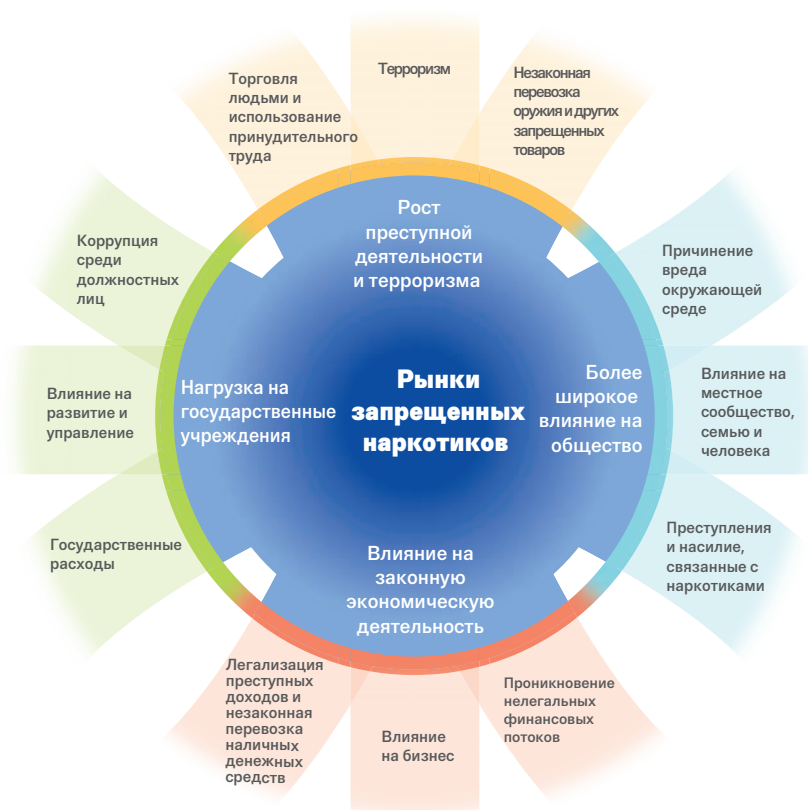 Терроризм
Торговля
людьми и
использование
принудительного
труда
Незаконная
перевозка
оружия и других
запрещенных
товаров
Рост
преступной
деятельности
и терроризма
Коррупция
среди
должностных
лиц
Причинение
вреда
окружающей
среде
Влияние на
развитие и
управление
Нагрузка на
государственные
учреждения
Рынки
запрещенных
наркотиков
Более
широкое
влияние на
общество
Влияние на
местное
сообщество,
семью и
человека
Государственные
расходы
Преступления
и насилие,
связанные с
наркотиками
Влияние на
законную
экономическую
деятельность
Легализация
преступных
доходов и
незаконная
перевозка
наличных
денежных
средств
Влияние
на бизнес
Проникновение
нелегальных
финансовых
потоков